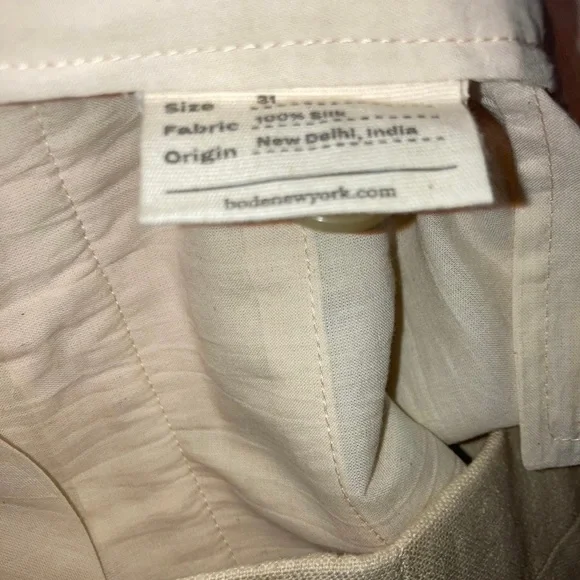 Size 31
Fabric 100% Silk
Origin New Delhi, India
bodenewyork.com